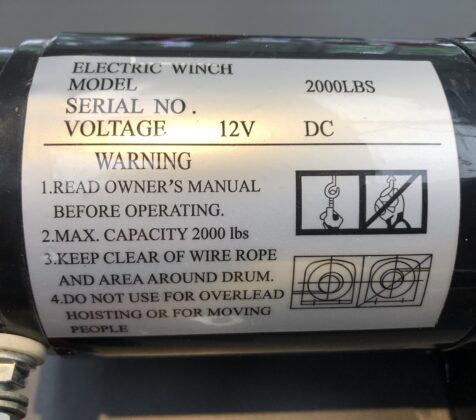 ELECTRIC WINCH
MODEL 2000LBS
SERIAL NO.
VOLTAGE 12V DC
WARNING
1.READ OWNER'S MANUAL
BEFORE OPERATING.
2.MAX. CAPACITY 2000 lbs
3.KEEP CLEAR OF WIRE ROPE
AND AREA AROUND DRUM.
4.DO NOT USE FOR OVERLEAD
HOISTING OR FOR MOVING
PEOPLE